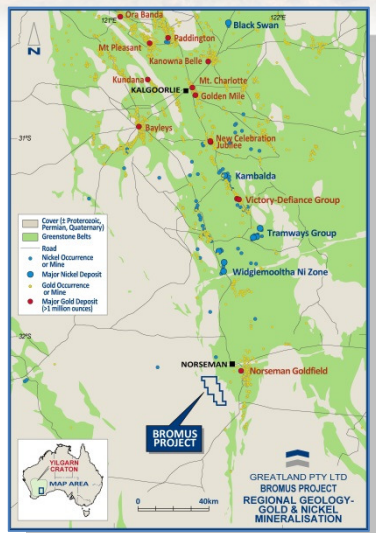 121°E
Ora Banda
122°E
Black Swan
Paddington
Mt Pleasant
Kanowna Belle
N
Kundana
Mt. Charlotte
KALGOORLIE
Golden Mile
Bayleys
31°S
New Celebration
Jubilee
Kambalda
Victory-Defiance Group
Tramways Group
Widgiemooltha Ni Zone
Cover (± Proterozoic,
Permian, Quaternary)
Greenstone Belts
Road
Nickel Occurrence
or Mine
Major Nickel Deposit
Gold Occurrence
or Mine
Major Gold Deposit
(>1 million ounces)
32°S
NORSEMAN
Norseman Goldfield
BROMUS
PROJECT
YILGARN
CRATON
MAP AREA
0
40km
GREATLAND PTY LTD
BROMUS PROJECT
REGIONAL GEOLOGY-
GOLD & NICKEL
MINERALISATION